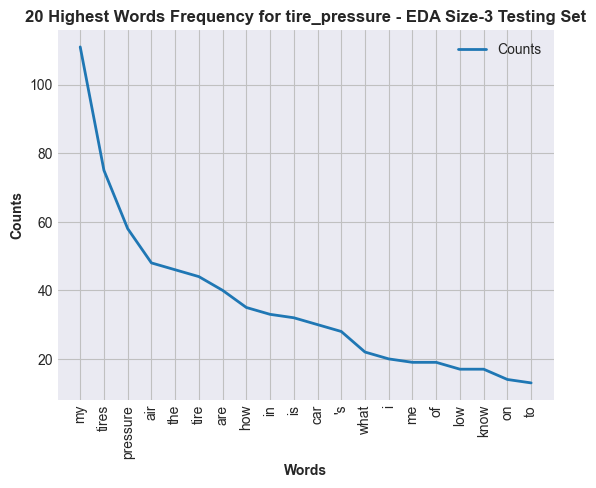 20 Highest Words Frequency for tire_pressure - EDA Size-3 Testing Set
Counts
100
80
60
40
20
Counts
my
tires
pressure
air
the
tire
are
how
in
is
car
's
what
i
me
of
low
know
on
to
Words